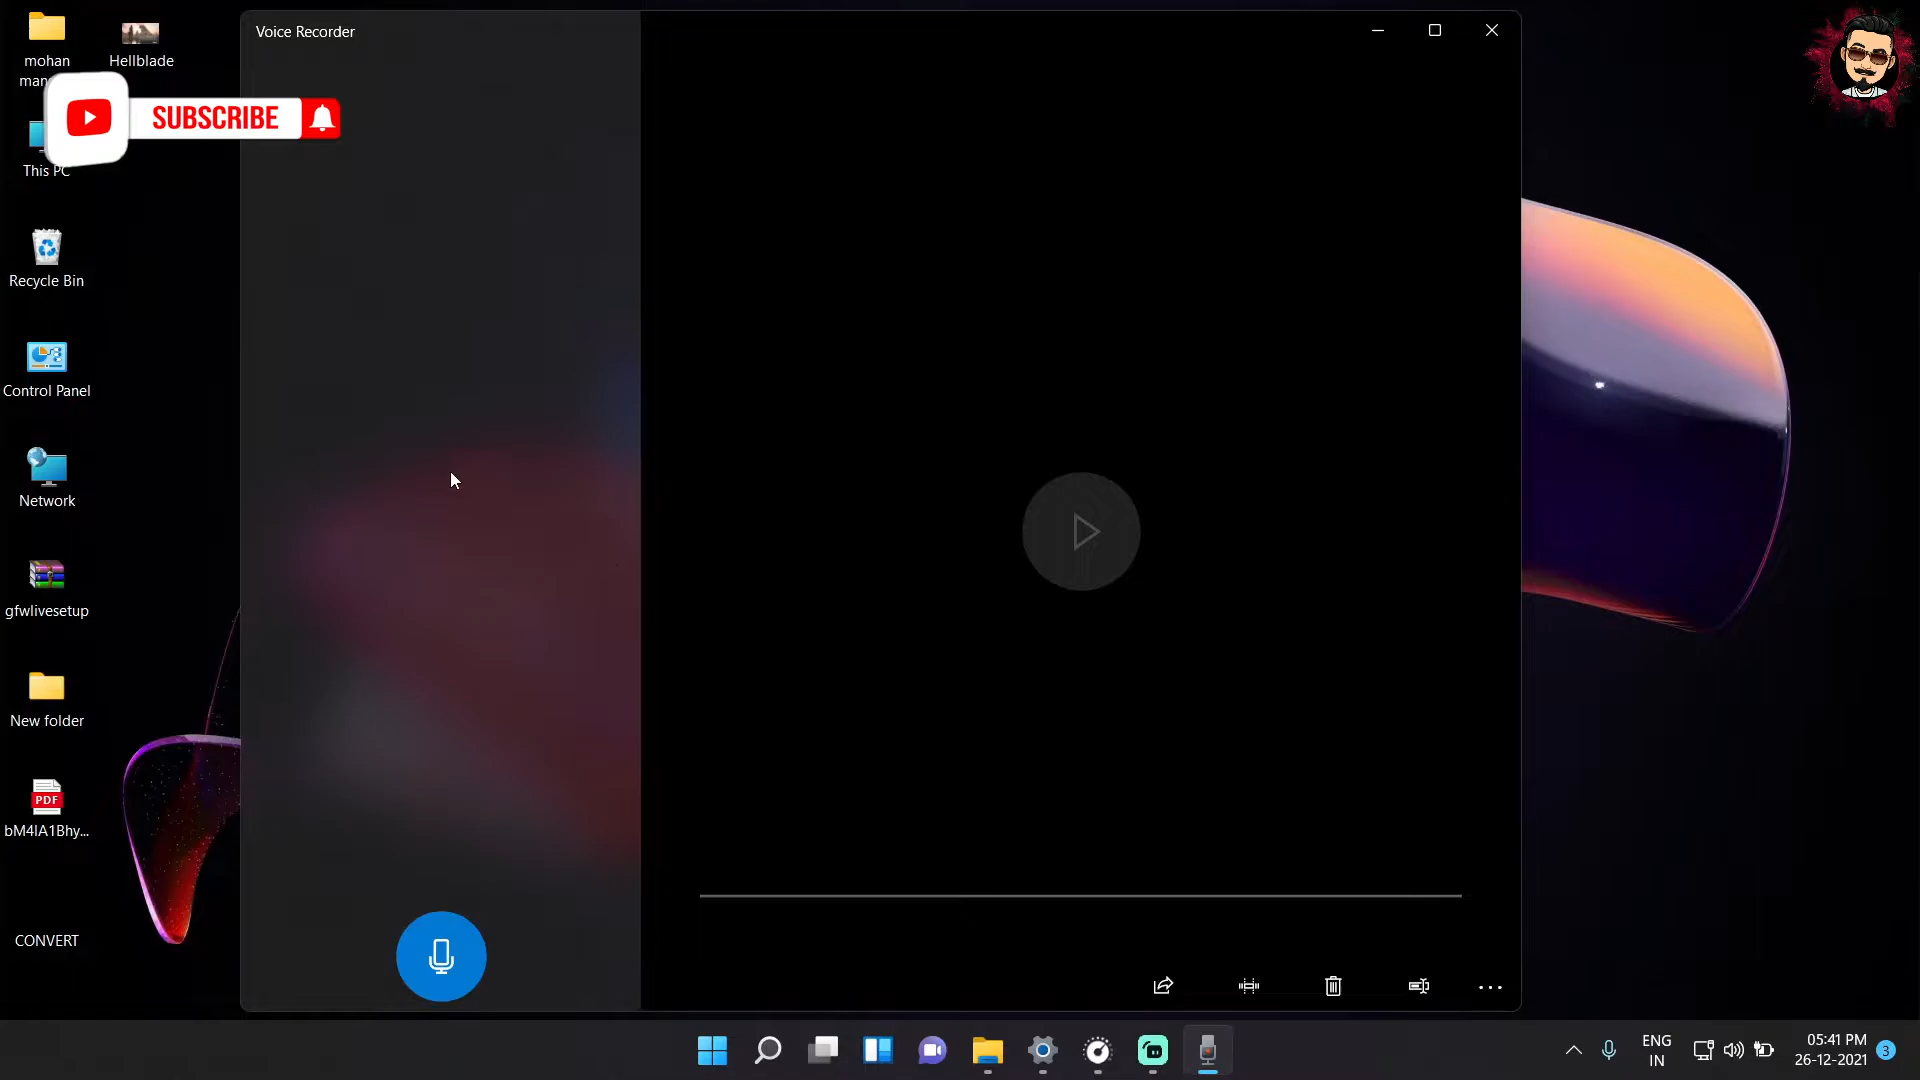 Voice Recorder
mohan
man
Hellblade
SUBSCRIBE
This PC
Recycle Bin
Control Panel
Network
gfwlivesetup
New folder
PDF
bM4IA1Bhy...
CONVERT
ENG
IN
05:41 PM
26-12-2021
3